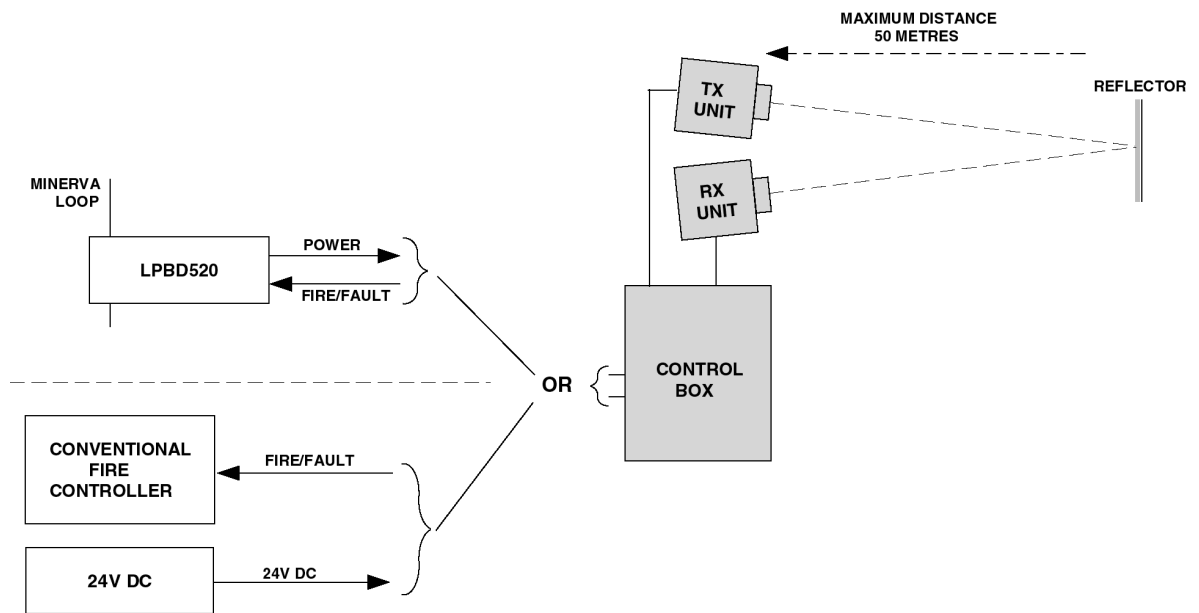 MAXIMUM DISTANCE
50 METRES
REFLECTOR
TX
UNIT
RX
UNIT
MINERVA
LOOP
LPBD520
POWER
FIRE/FAULT
OR
CONTROL
BOX
CONVENTIONAL
FIRE
CONTROLLER
FIRE/FAULT
24V DC
24V DC